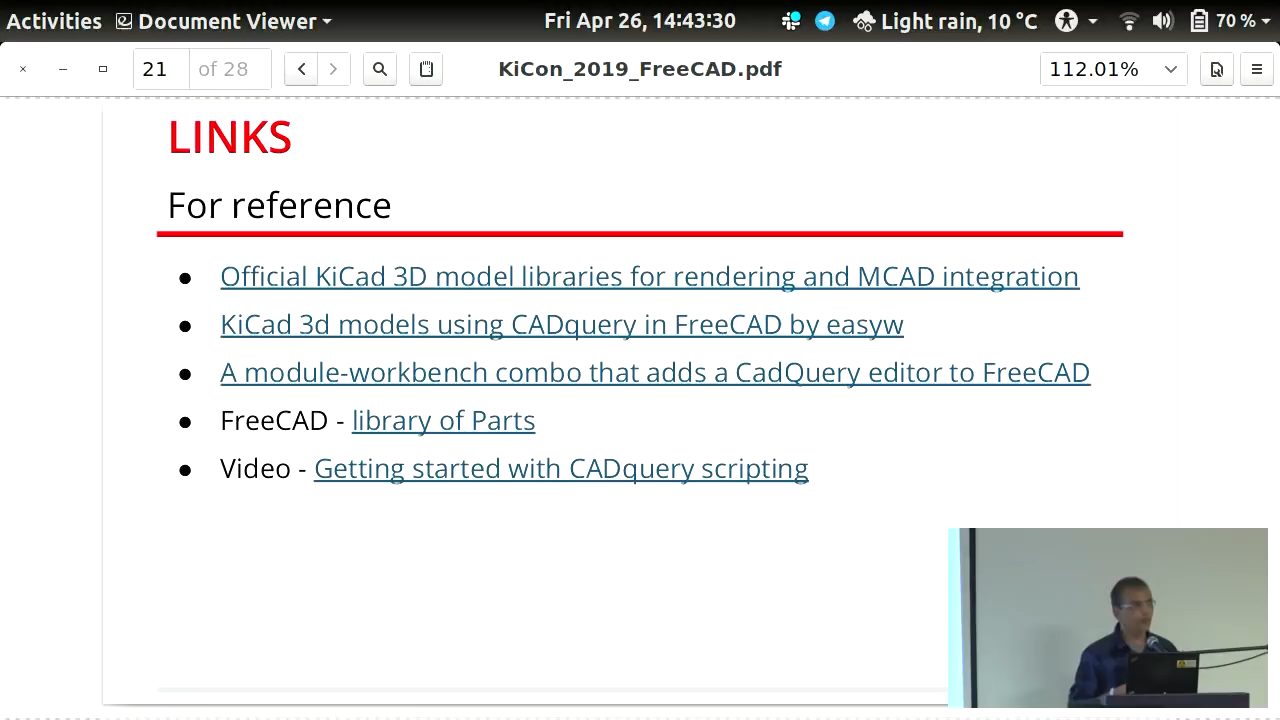 Activities Document Viewer Fri Apr 26, 14:43:30 Light rain, 10 °C 70 %
21 of 28 KiCon_2019_FreeCAD.pdf 112.01%
LINKS
For reference
● Official KiCad 3D model libraries for rendering and MCAD integration
● KiCad 3d models using CADquery in FreeCAD by easyw
● A module-workbench combo that adds a CadQuery editor to FreeCAD
● FreeCAD - library of Parts
● Video - Getting started with CADquery scripting